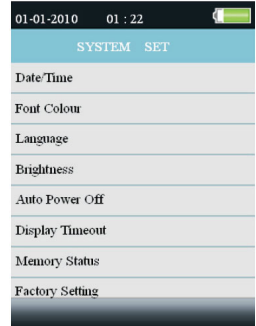 01-01-2010 01 : 22
SYSTEM SET
Date/Time
Font Colour
Language
Brightness
Auto Power Off
Display Timeout
Memory Status
Factory Setting